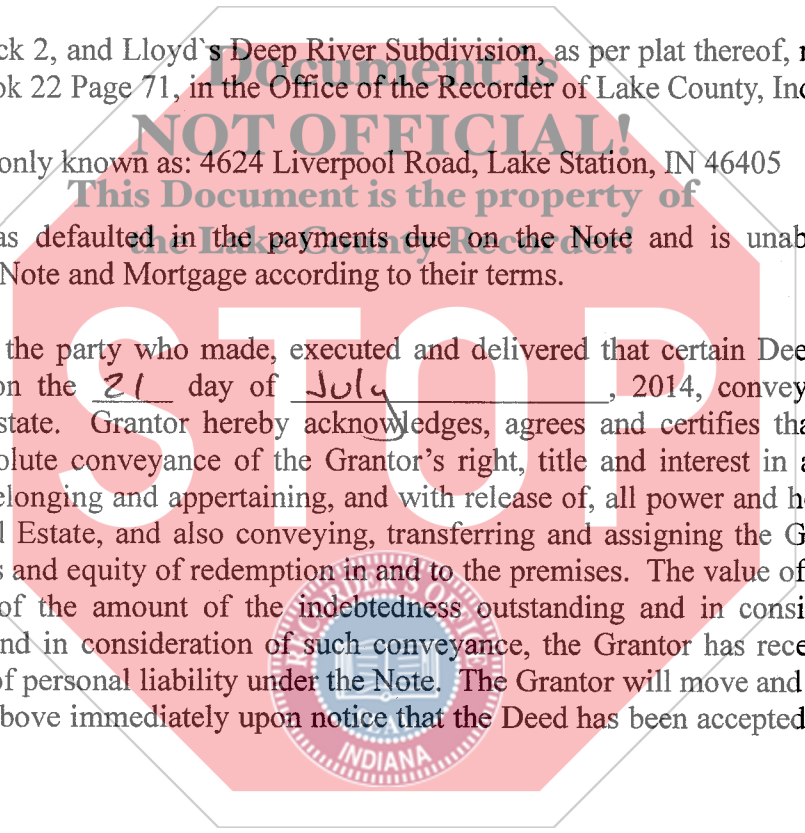 ck 2, and Lloyd`s Deep River Subdivision, as per plat thereof, r
Document is
ok 22 Page 71, in the Office of the Recorder of Lake County, Ind
NOT OFFICIAL!
only known as: 4624 Liverpool Road, Lake Station, IN 46405
This Document is the property of
as defaulted in the payments due on the Note and is unab
the Lake County Recorder!
Note and Mortgage according to their terms.
STOP
the party who made, executed and delivered that certain Dee
on the 21 day of July, 2014, convey
state. Grantor hereby acknowledges, agrees and certifies tha
olute conveyance of the Grantor's right, title and interest in a
elonging and appertaining, and with release of, all power and h
l Estate, and also conveying, transferring and assigning the G
s and equity of redemption in and to the premises. The value of
of the amount of the indebtedness outstanding and in consi
nd in consideration of such conveyance, the Grantor has rece
of personal liability under the Note. The Grantor will move and
bove immediately upon notice that the Deed has been accepted
RECORDER'S OFFICE
SEAL
INDIANA